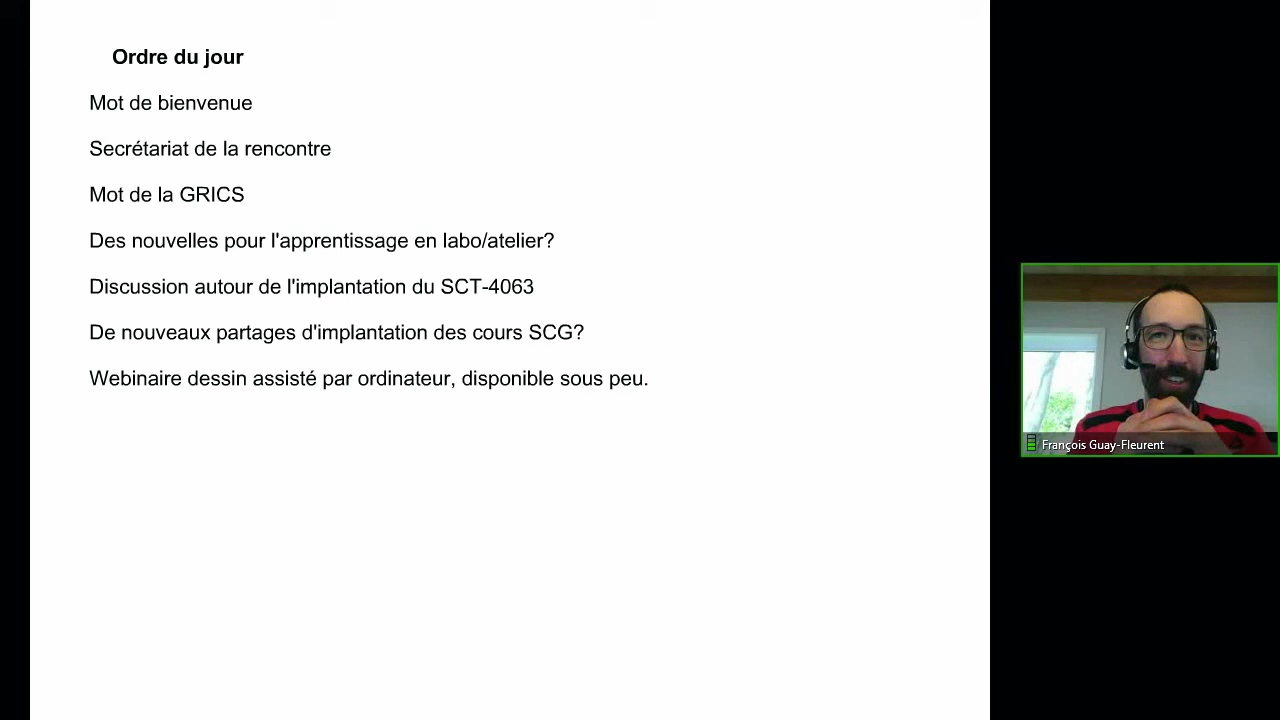 Ordre du jour
Mot de bienvenue
Secrétariat de la rencontre
Mot de la GRICS
Des nouvelles pour l'apprentissage en labo/atelier?
Discussion autour de l'implantation du SCT-4063
De nouveaux partages d'implantation des cours SCG?
Webinaire dessin assisté par ordinateur, disponible sous peu.
François Guay-Fleurent